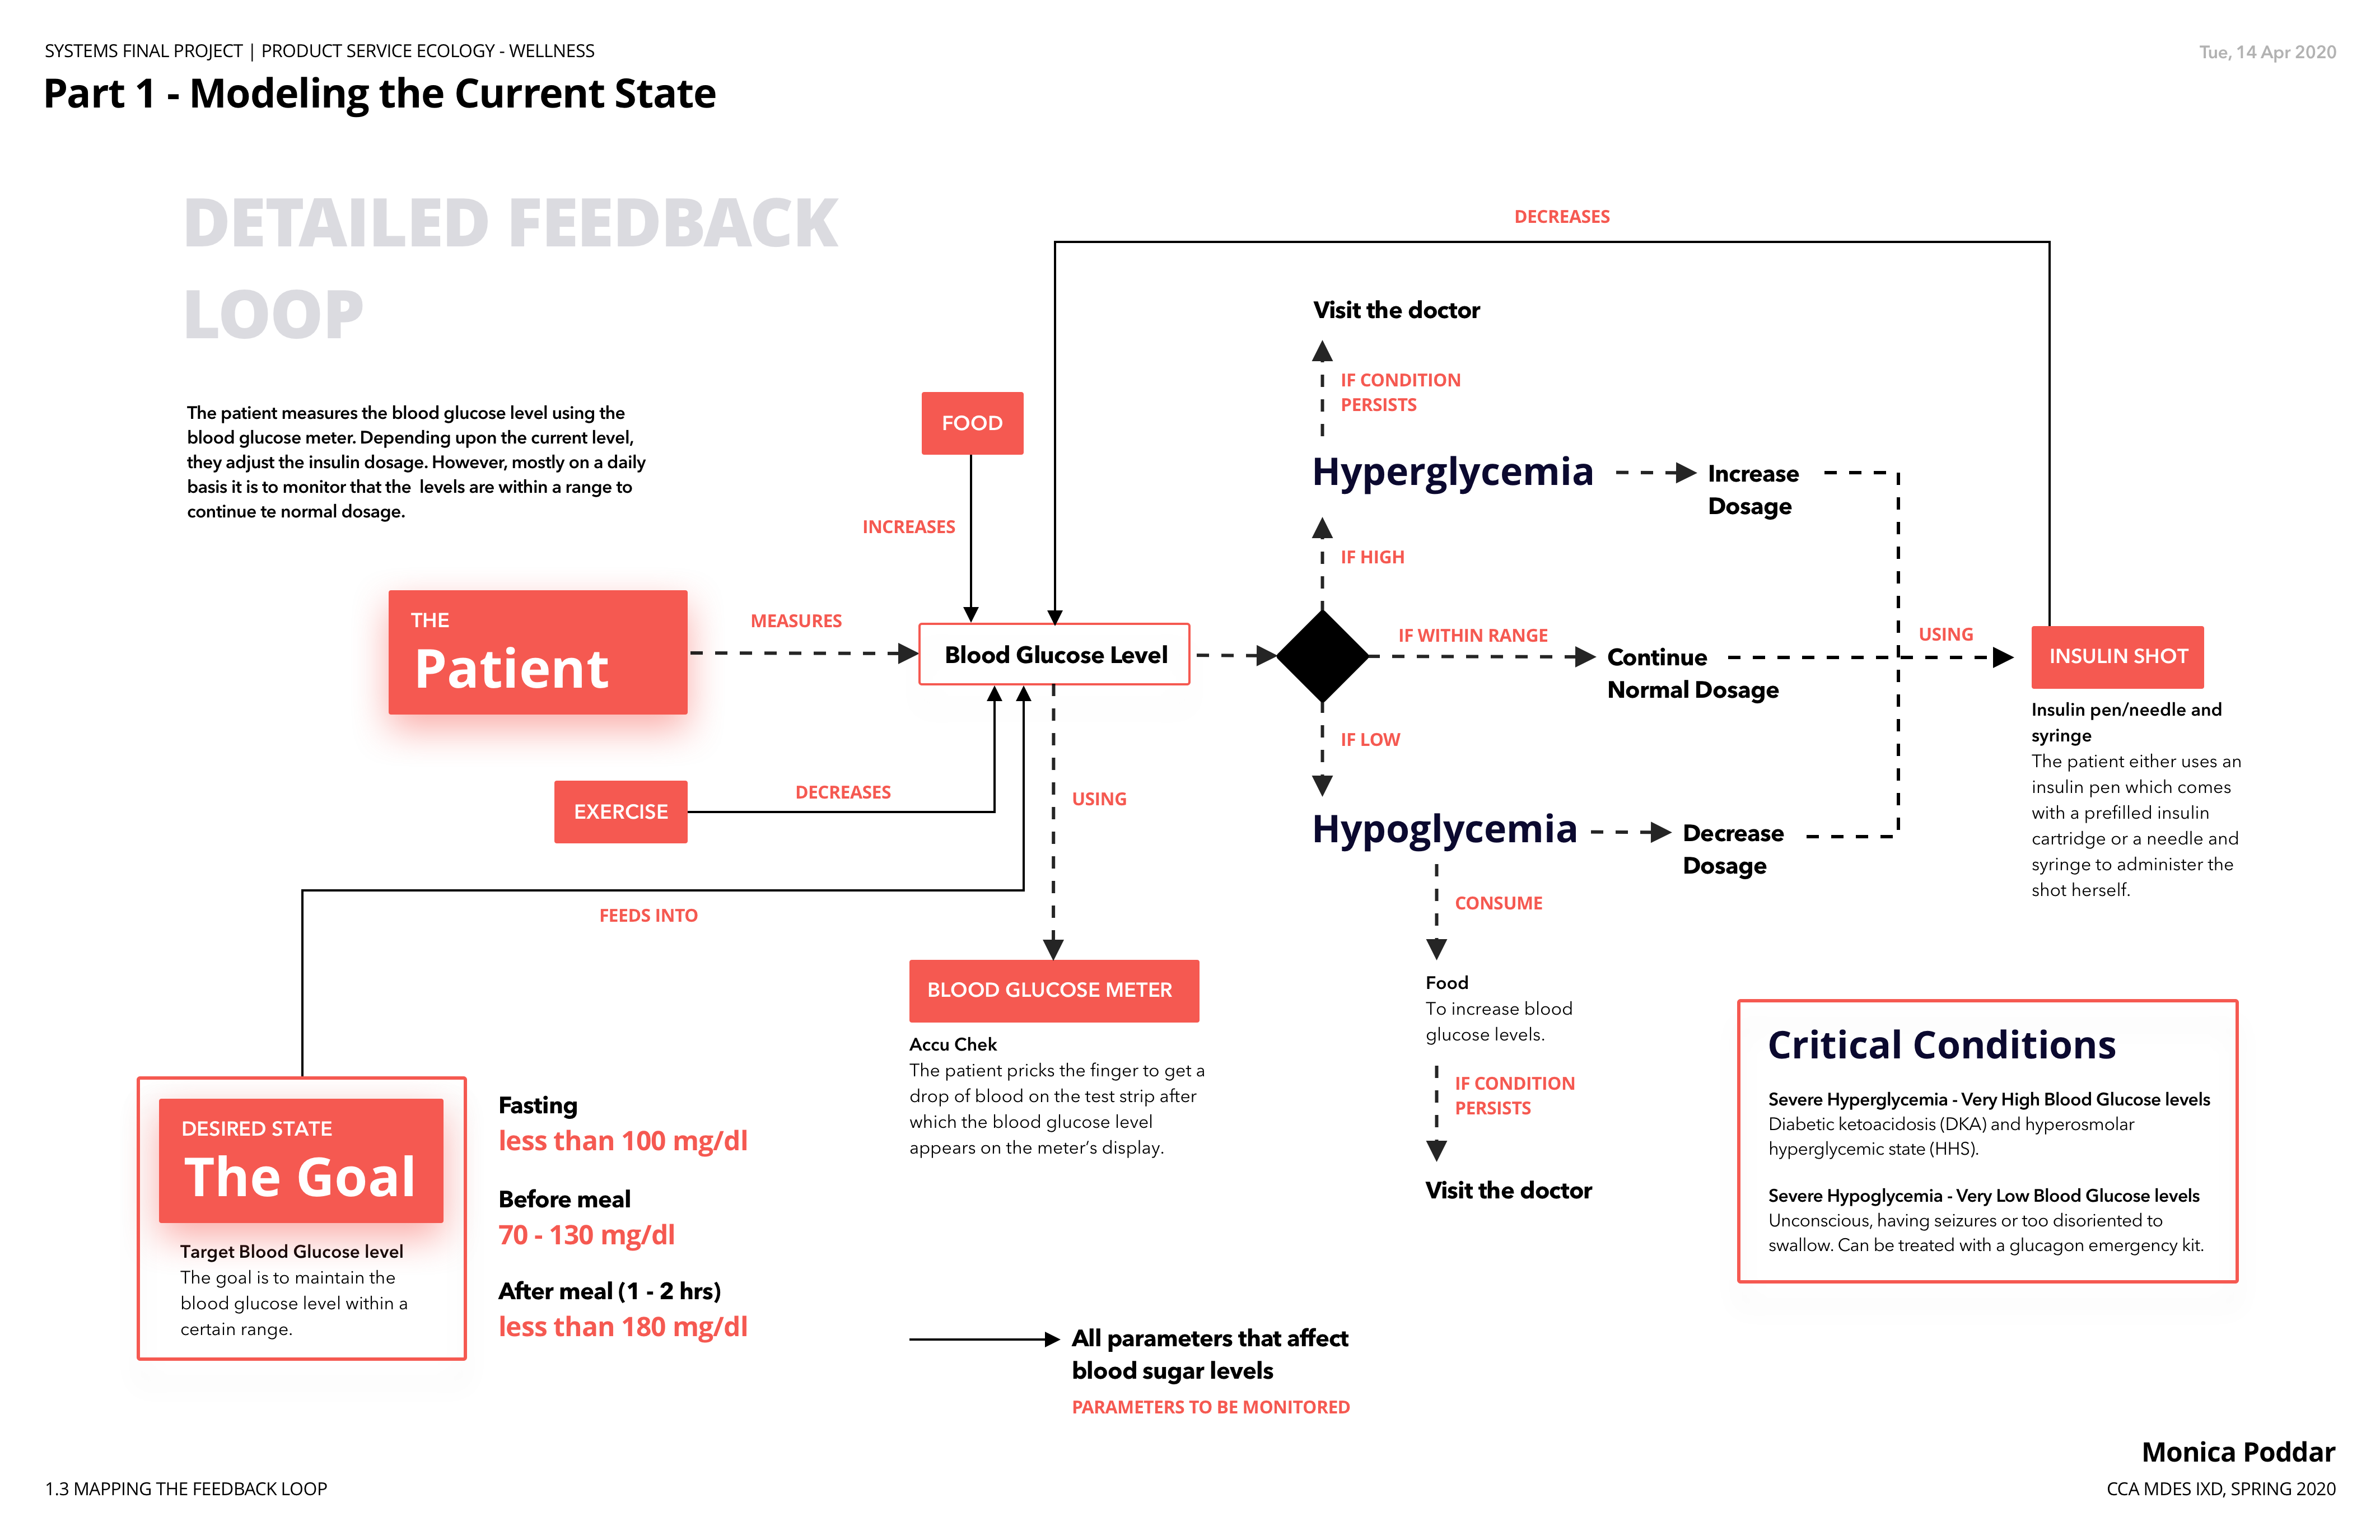 SYSTEMS FINAL PROJECT | PRODUCT SERVICE ECOLOGY - WELLNESS
Tue, 14 Apr 2020
Part 1 - Modeling the Current State
DETAILED FEEDBACK
LOOP
The patient measures the blood glucose level using the
blood glucose meter. Depending upon the current level,
they adjust the insulin dosage. However, mostly on a daily
basis it is to monitor that the  levels are within a range to
continue te normal dosage.
DECREASES
Visit the doctor
IF CONDITION
PERSISTS
FOOD
INCREASES
Hyperglycemia
Increase
Dosage
IF HIGH
THE
Patient
MEASURES
Blood Glucose Level
IF WITHIN RANGE
Continue
Normal Dosage
USING
INSULIN SHOT
Insulin pen/needle and
syringe
The patient either uses an
insulin pen which comes
with a prefilled insulin
cartridge or a needle and
syringe to administer the
shot herself.
IF LOW
EXERCISE
DECREASES
USING
Hypoglycemia
Decrease
Dosage
FEEDS INTO
CONSUME
Food
To increase blood
glucose levels.
IF CONDITION
PERSISTS
Visit the doctor
BLOOD GLUCOSE METER
Accu Chek
The patient pricks the finger to get a
drop of blood on the test strip after
which the blood glucose level
appears on the meter’s display.
Critical Conditions
Severe Hyperglycemia - Very High Blood Glucose levels
Diabetic ketoacidosis (DKA) and hyperosmolar
hyperglycemic state (HHS).
Severe Hypoglycemia - Very Low Blood Glucose levels
Unconscious, having seizures or too disoriented to
swallow. Can be treated with a glucagon emergency kit.
DESIRED STATE
The Goal
Target Blood Glucose level
The goal is to maintain the
blood glucose level within a
certain range.
Fasting
less than 100 mg/dl
Before meal
70 - 130 mg/dl
After meal (1 - 2 hrs)
less than 180 mg/dl
All parameters that affect
blood sugar levels
PARAMETERS TO BE MONITORED
Monica Poddar
1.3 MAPPING THE FEEDBACK LOOP
CCA MDES IXD, SPRING 2020